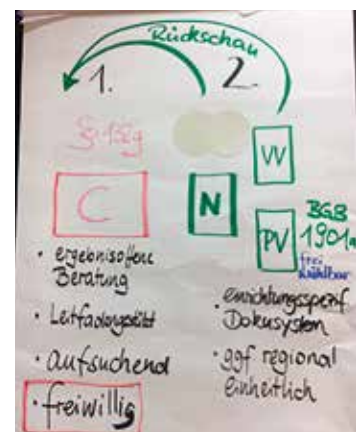 Rückschau
1.
2.
§ 132g
C
N
VV
PV
BGB
1901a
frei
wählbar
• ergebnisoffene
Beratung
• Leitfadengestützt
• aufsuchend
• freiwillig
• einrichtungsspezif.
Dokusystem
• ggf regional
einheitlich